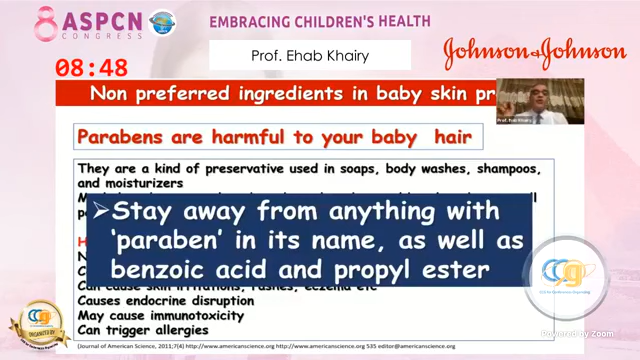 8 ASPCN
CONGRESS
EMBRACING CHILDREN'S HEALTH
Prof. Ehab Khairy
Johnson & Johnson
08:48
Non preferred ingredients in baby skin pr
Prof. Ehab Khairy
Parabens are harmful to your baby hair
They are a kind of preservative used in soaps, body washes, shampoos,
and moisturizers
➢Stay away from anything with
'paraben' in its name, as well as
benzoic acid and propyl ester
Can cause skin irritations, rashes, eczema etc
Causes endocrine disruption
May cause immunotoxicity
Can trigger allergies
(Journal of American Science, 2011;7(4) http://www.americanscience.org http://www.americanscience.org 535 editor@americanscience.org
ORGANIZED BY
ccg
Powered by Zoom